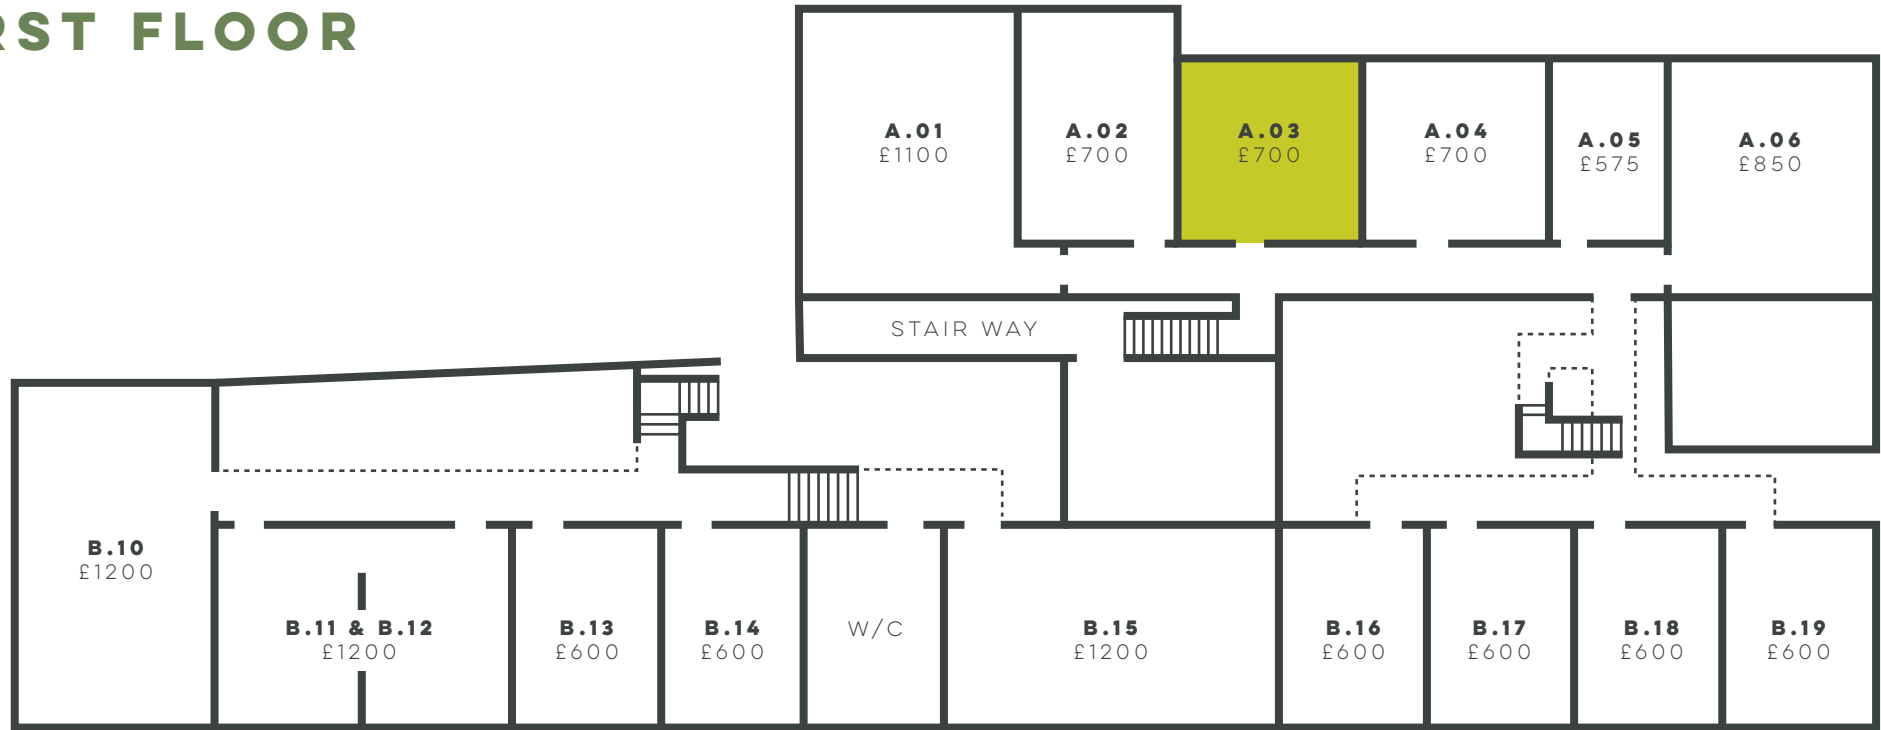 RST FLOOR
A.01
£1100
A.02
£700
A.03
£700
A.04
£700
A.05
£575
A.06
£850
STAIR WAY
B.10
£1200
B.11 & B.12
£1200
B.13
£600
B.14
£600
W/C
B.15
£1200
B.16
£600
B.17
£600
B.18
£600
B.19
£600